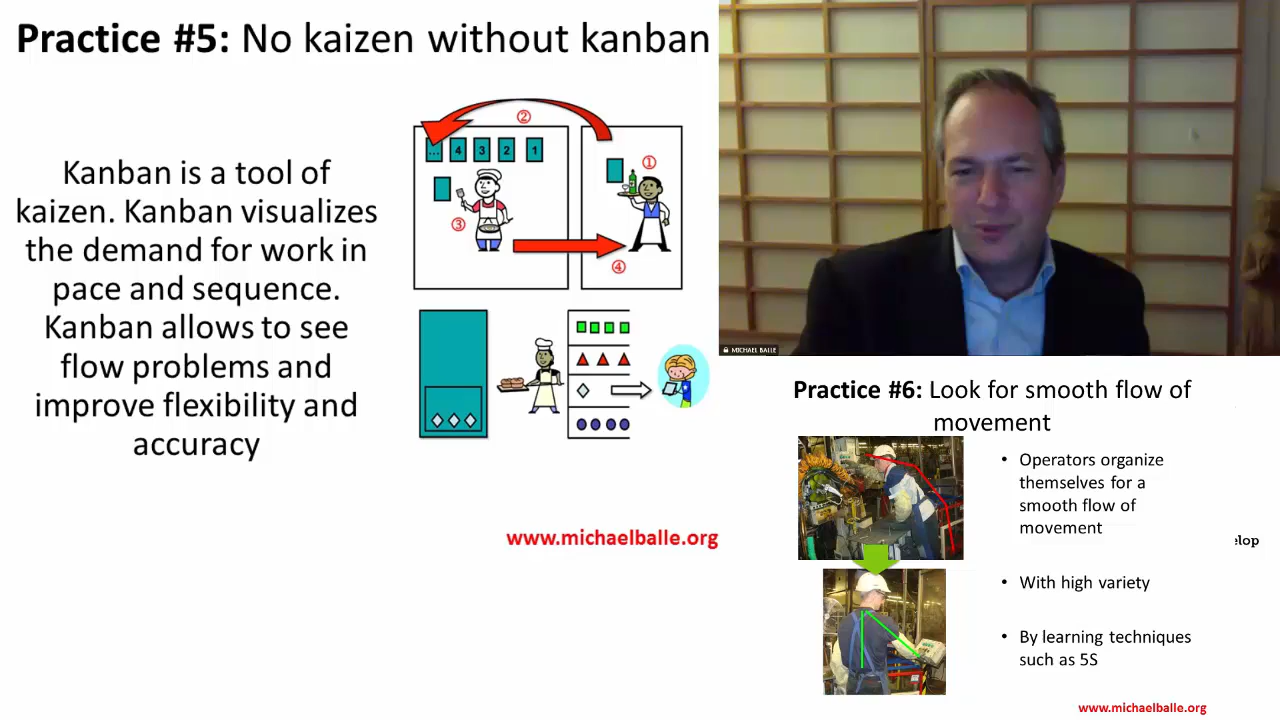 Practice #5: No kaizen without kanban
Kanban is a tool of
kaizen. Kanban visualizes
the demand for work in
pace and sequence.
Kanban allows to see
flow problems and
improve flexibility and
accuracy
②
... 4 3 2 1
①
③
④
www.michaelballe.org
MICHAEL BALLE
Practice #6: Look for smooth flow of
movement
• Operators organize
themselves for a
smooth flow of
movement
• With high variety
• By learning techniques
such as 5S
elop
www.michaelballe.org